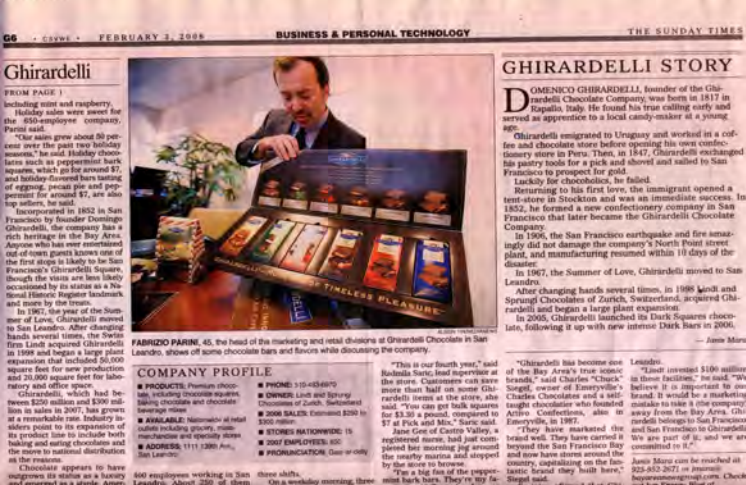 G6
FEBRUARY 3, 2008
BUSINESS & PERSONAL TECHNOLOGY
THE SUNDAY TIMES
Ghirardelli
FROM PAGE 1
including mint and raspberry.
Holiday sales were sweet for
the 650-employee company,
Parini said.
"Our sales grew about 50 per-
cent over the past two holiday
seasons," he said. Holiday choco-
lates such as peppermint bark
squares, which go for around $7,
and holiday-flavored bars tasting
of eggnog, pecan pie and pep-
permint for around $7, are also
top sellers, he said.
Incorporated in 1852 in San
Francisco by founder Domingo
Ghirardelli, the company has a
rich heritage in the Bay Area.
Anyone who has ever entertained
out-of-town guests knows one of
the first stops is likely to be San
Francisco's Ghirardelli Square,
though the visits are less likely
occasioned by its status as a Na-
tional Historic Register landmark
and more by the treats.
In 1967, the year of the Sum-
mer of Love, Ghirardelli moved
to San Leandro. After changing
hands several times, the Swiss
firm Lindt acquired Ghirardelli
in 1998 and began a large plant
expansion that included 50,000
square feet for new production
and 20,000 square feet for labo-
ratory and office space.
Ghirardelli, which had be-
tween $250 million and $300 mil-
lion in sales in 2007, has grown
at a remarkable rate. Industry in-
siders point to its expansion of
its product line to include both
baking and eating chocolates and
the move to national distribution
as the reasons.
Chocolate appears to have
outgrown its status as a luxury
TIMELESS PLEASURE
FABRIZIO PARINI, 45, the head of the marketing and retail divisions at Ghirardelli Chocolate in San
Leandro, shows off some chocolate bars and flavors while discussing the company.
COMPANY PROFILE
PRODUCTS: Premium choco-
late, including chocolate squares,
baking chocolate and chocolate
beverage mixes
AVAILABLE: Nationwide at retail
outlets including grocery, mass-
merchandise and specialty stores
ADDRESS: 1111 139th Ave.,
San Leandro
PHONE: 510-483-6970
OWNER: Lindt and Sprungi
Chocolates of Zurich, Switzerland
2008 SALES: Estimated $250 to
$300 million
STORES NATIONWIDE: 15
2007 EMPLOYEES: 650
PRONUNCIATION: Gear-ar-delly
400 employees working in San
Leandro. About 250 of them
three shifts.
On a weekday morning, three
"This is our fourth year," said
Radmila Saric, lead supervisor at
the store. Customers can save
more than half on some Ghi-
rardelli items at the store, she
said. "You can get bulk squares
for $3.30 a pound, compared to
$7 at Pick and Mix," Saric said.
Jane Gee of Castro Valley, a
registered nurse, had just com-
pleted her morning jog around
the nearby marina and stopped
by the store to browse.
"I'm a big fan of the pepper-
mint bark bars. They're my fa-
GHIRARDELLI STORY
DOMENICO GHIRARDELLI, founder of the Ghi-
rardelli Chocolate Company, was born in 1817 in
Rapallo, Italy. He found his true calling early and
served as apprentice to a local candy-maker at a young
age.
Ghirardelli emigrated to Uruguay and worked in a cof-
fee and chocolate store before opening his own confec-
tionery store in Peru. Then, in 1847, Ghirardelli exchanged
his pastry tools for a pick and shovel and sailed to San
Francisco to prospect for gold.
Luckily for chocoholics, he failed.
Returning to his first love, the immigrant opened a
tent-store in Stockton and was an immediate success. In
1852, he formed a new confectionery company in San
Francisco that later became the Ghirardelli Chocolate
Company.
In 1906, the San Francisco earthquake and fire amaz-
ingly did not damage the company's North Point street
plant, and manufacturing resumed within 10 days of the
disaster.
In 1967, the Summer of Love, Ghirardelli moved to San
Leandro.
After changing hands several times, in 1998 Lindt and
Sprungi Chocolates of Zurich, Switzerland, acquired Ghi-
rardelli and began a large plant expansion.
In 2005, Ghirardelli launched its Dark Squares choco-
late, following it up with new intense Dark Bars in 2006.
— Janis Mara
"Ghirardelli has become one
of the Bay Area's true iconic
brands," said Charles "Chuck"
Siegel, owner of Emeryville's
Charles Chocolates and a self-
taught chocolatier who founded
Attivo Confections, also in
Emeryville, in 1987.
"They have marketed the
brand well. They have carried it
beyond the San Francisco Bay
and now have stores around the
country, capitalizing on the fan-
tastic brand they built here,"
Siegel said.
Leandro.
"Lindt invested $100 million
in these facilities," he said. "We
believe it is important to our
brand. It would be a marketing
mistake to take it (the company)
away from the Bay Area. Ghi-
rardelli belongs to San Francisco
and San Francisco to Ghirardelli.
We are part of it, and we are
committed to it."
Janis Mara can be reached at
925-952-2671 or